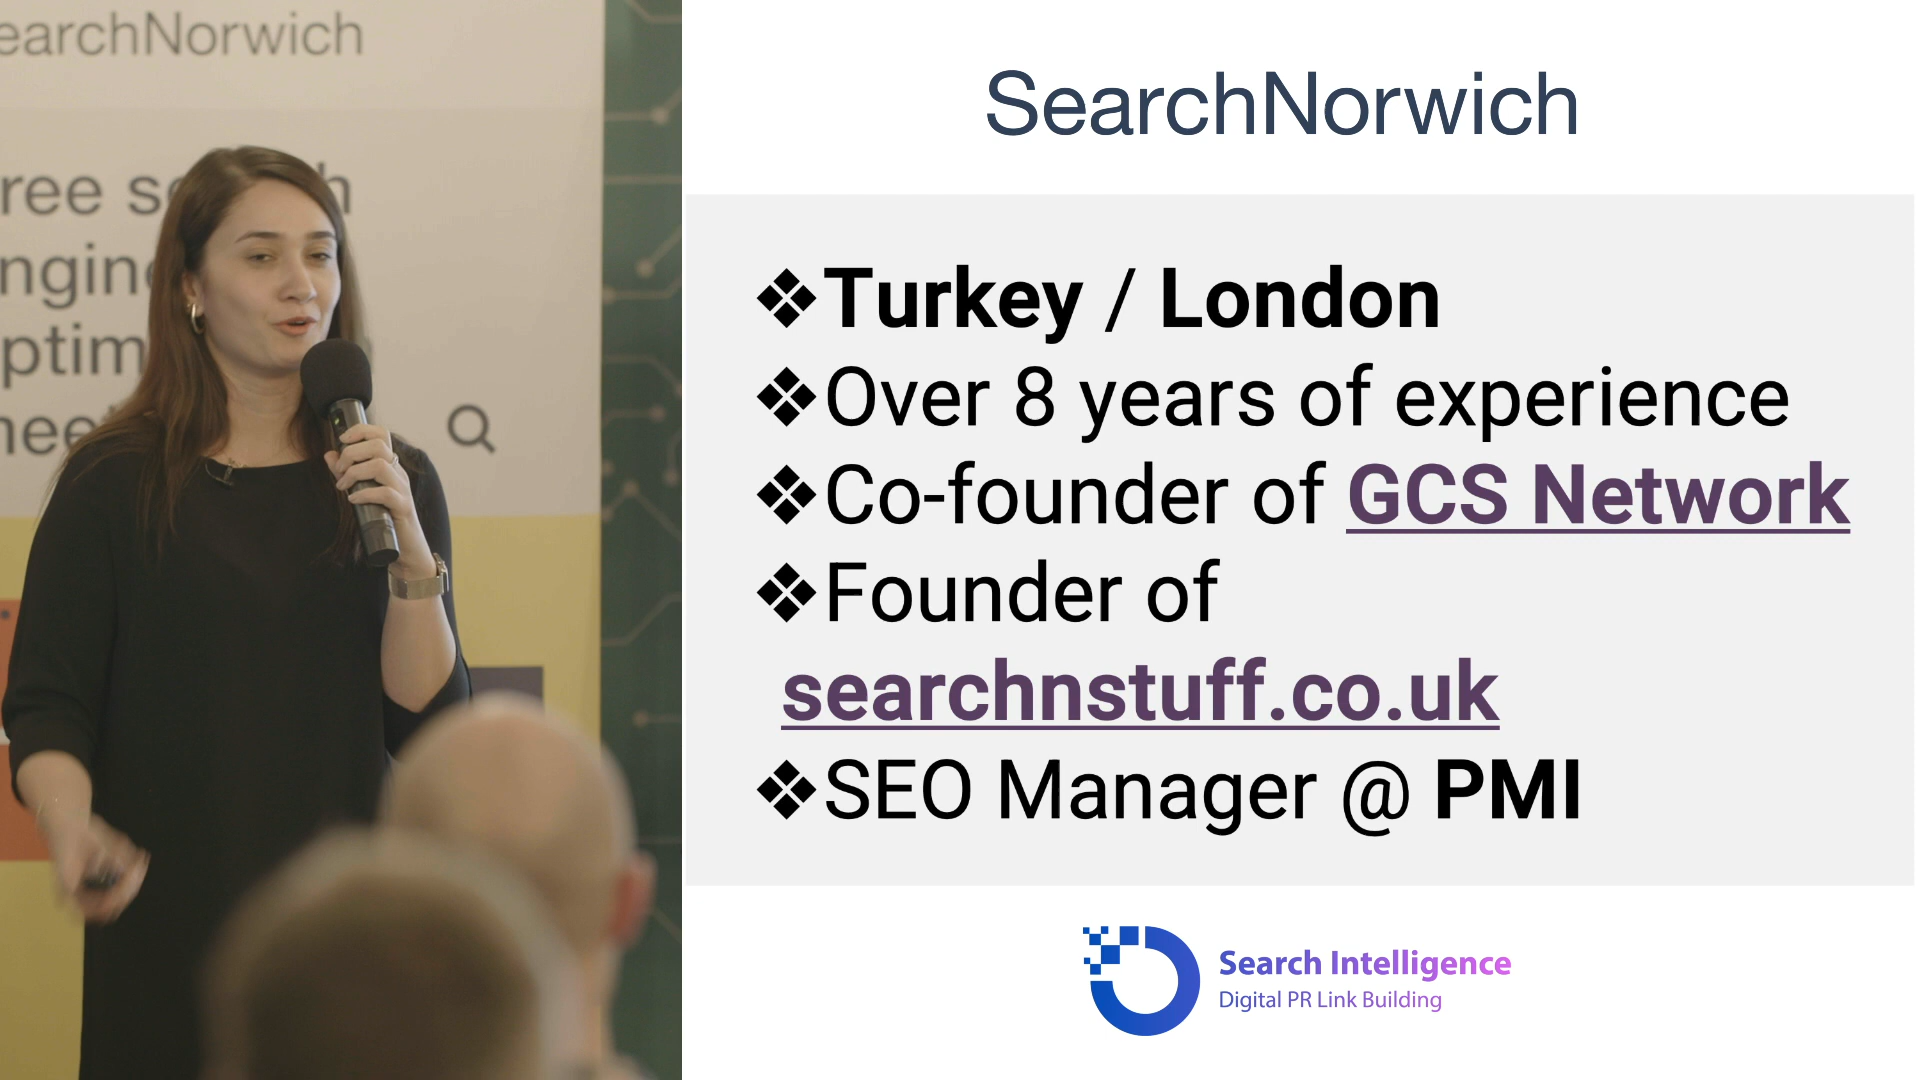 earchNorwich
ree s h
ngin
ptim
nee
SearchNorwich
❖Turkey / London
❖Over 8 years of experience
❖Co-founder of GCS Network
❖Founder of
searchnstuff.co.uk
❖SEO Manager @ PMI
Search Intelligence
Digital PR Link Building